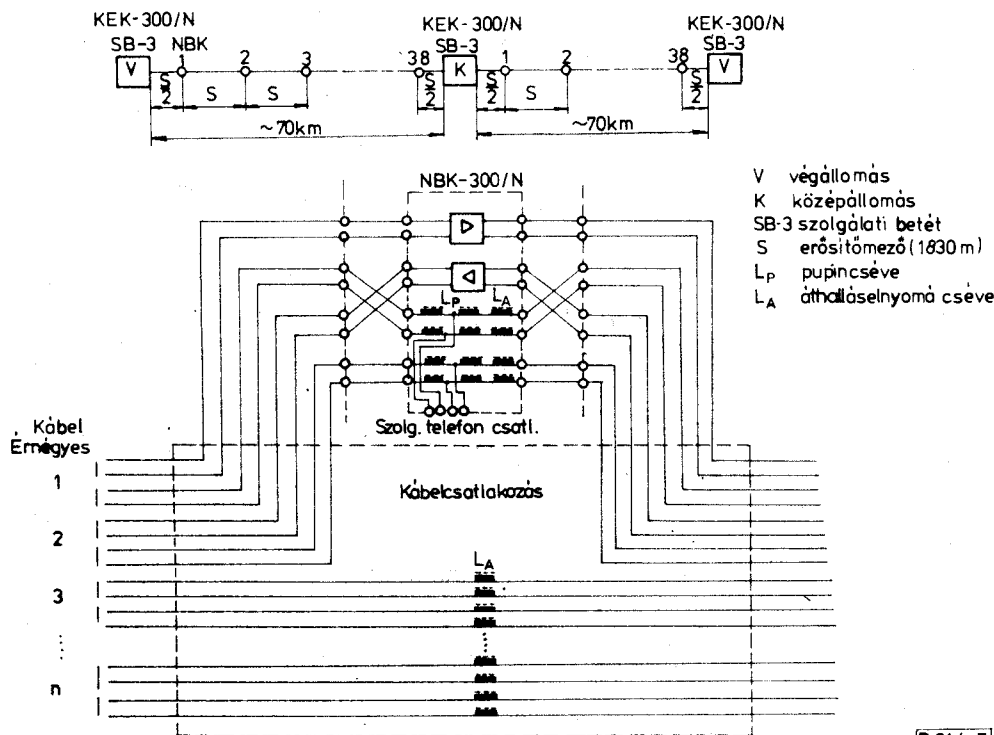 KEK-300/N KEK-300/N KEK-300/N
SB-3 NBK SB-3 SB-3
V 1 2 3 38 K 1 2 38 V
S/2 S S S/2 S/2 S S/2
~70km ~70km
NBK-300/N
V végállomás
K középállomás
SB-3 szolgálati betét
S erősítőmező (1830 m)
LP pupincséve
LA áthalláselnyomá cséve
LP LA
Szolg. telefon csatl.
Kábel
Érnégyes
1
Kábelcsatlakozás
2
LA
3
n